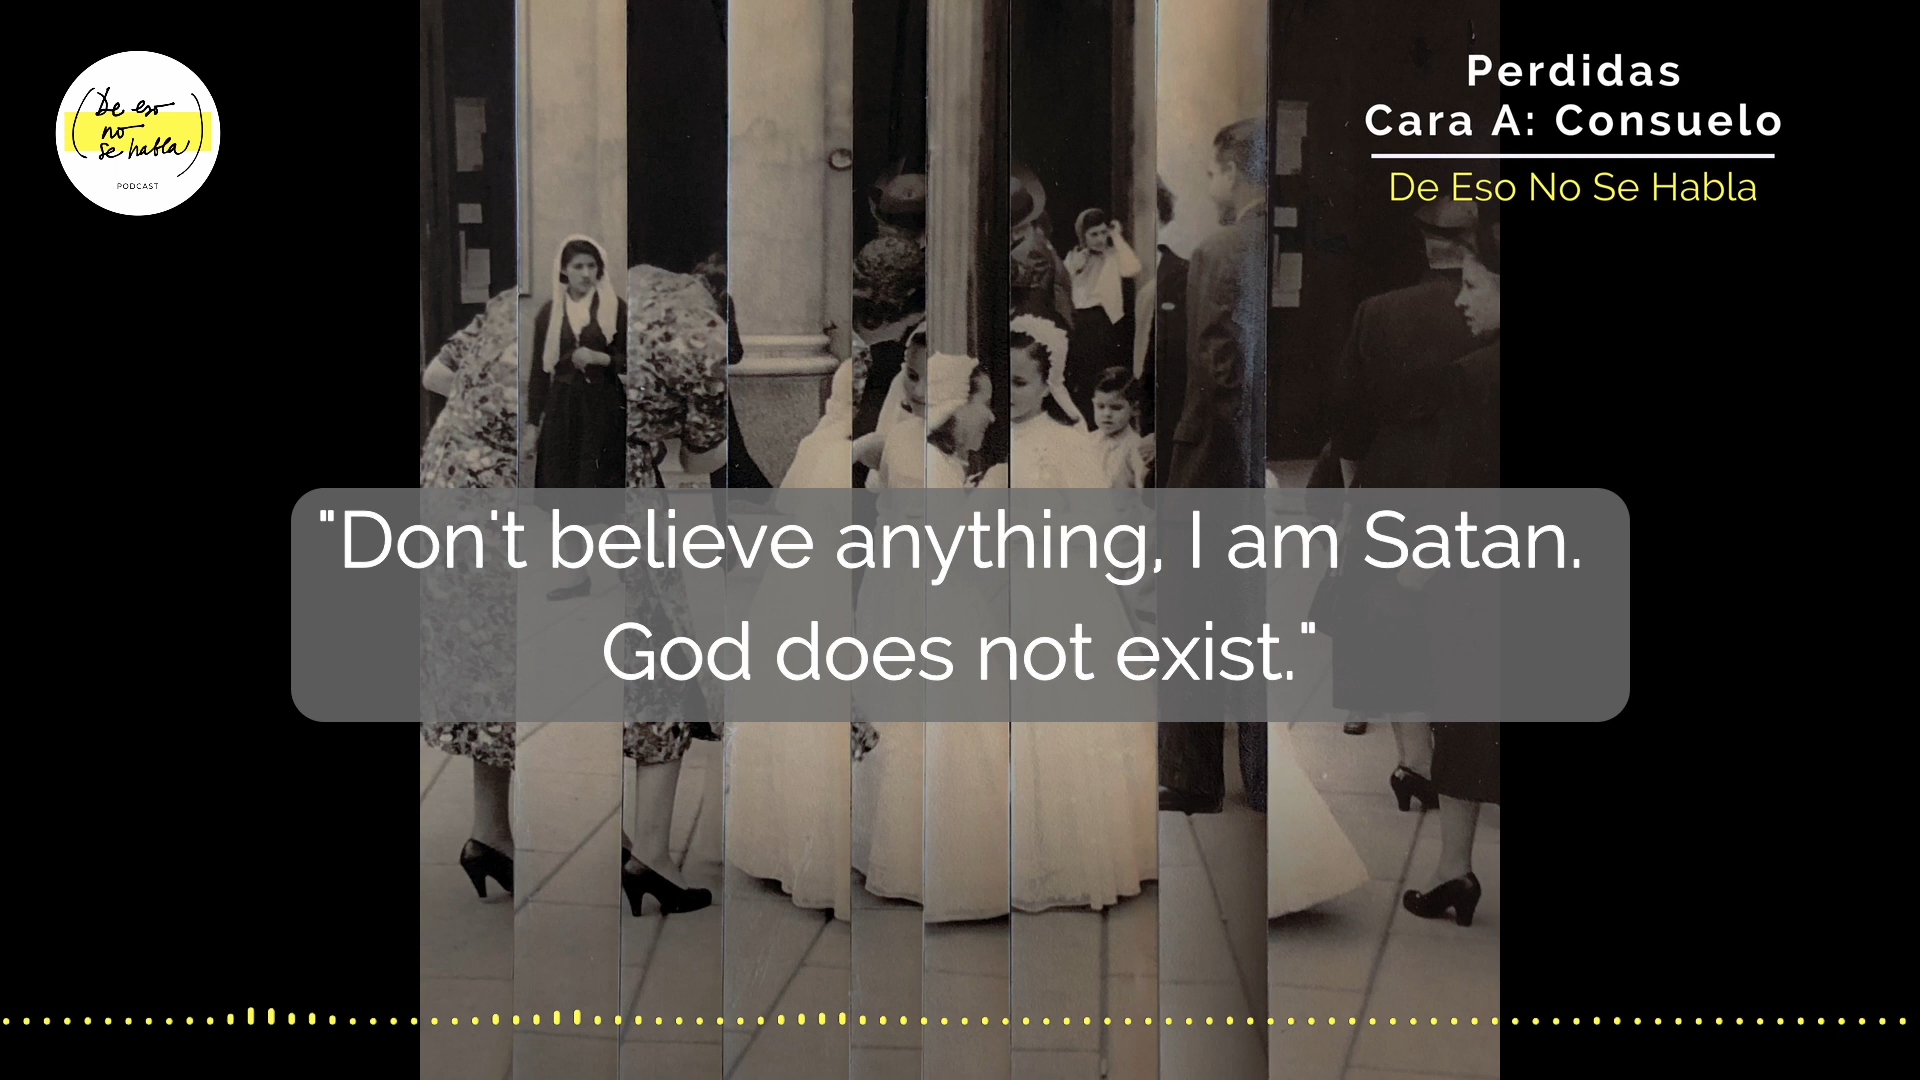 De eso
no
se habla
PODCAST
Perdidas
Cara A: Consuelo
De Eso No Se Habla
"Don't believe anything, I am Satan.
God does not exist."